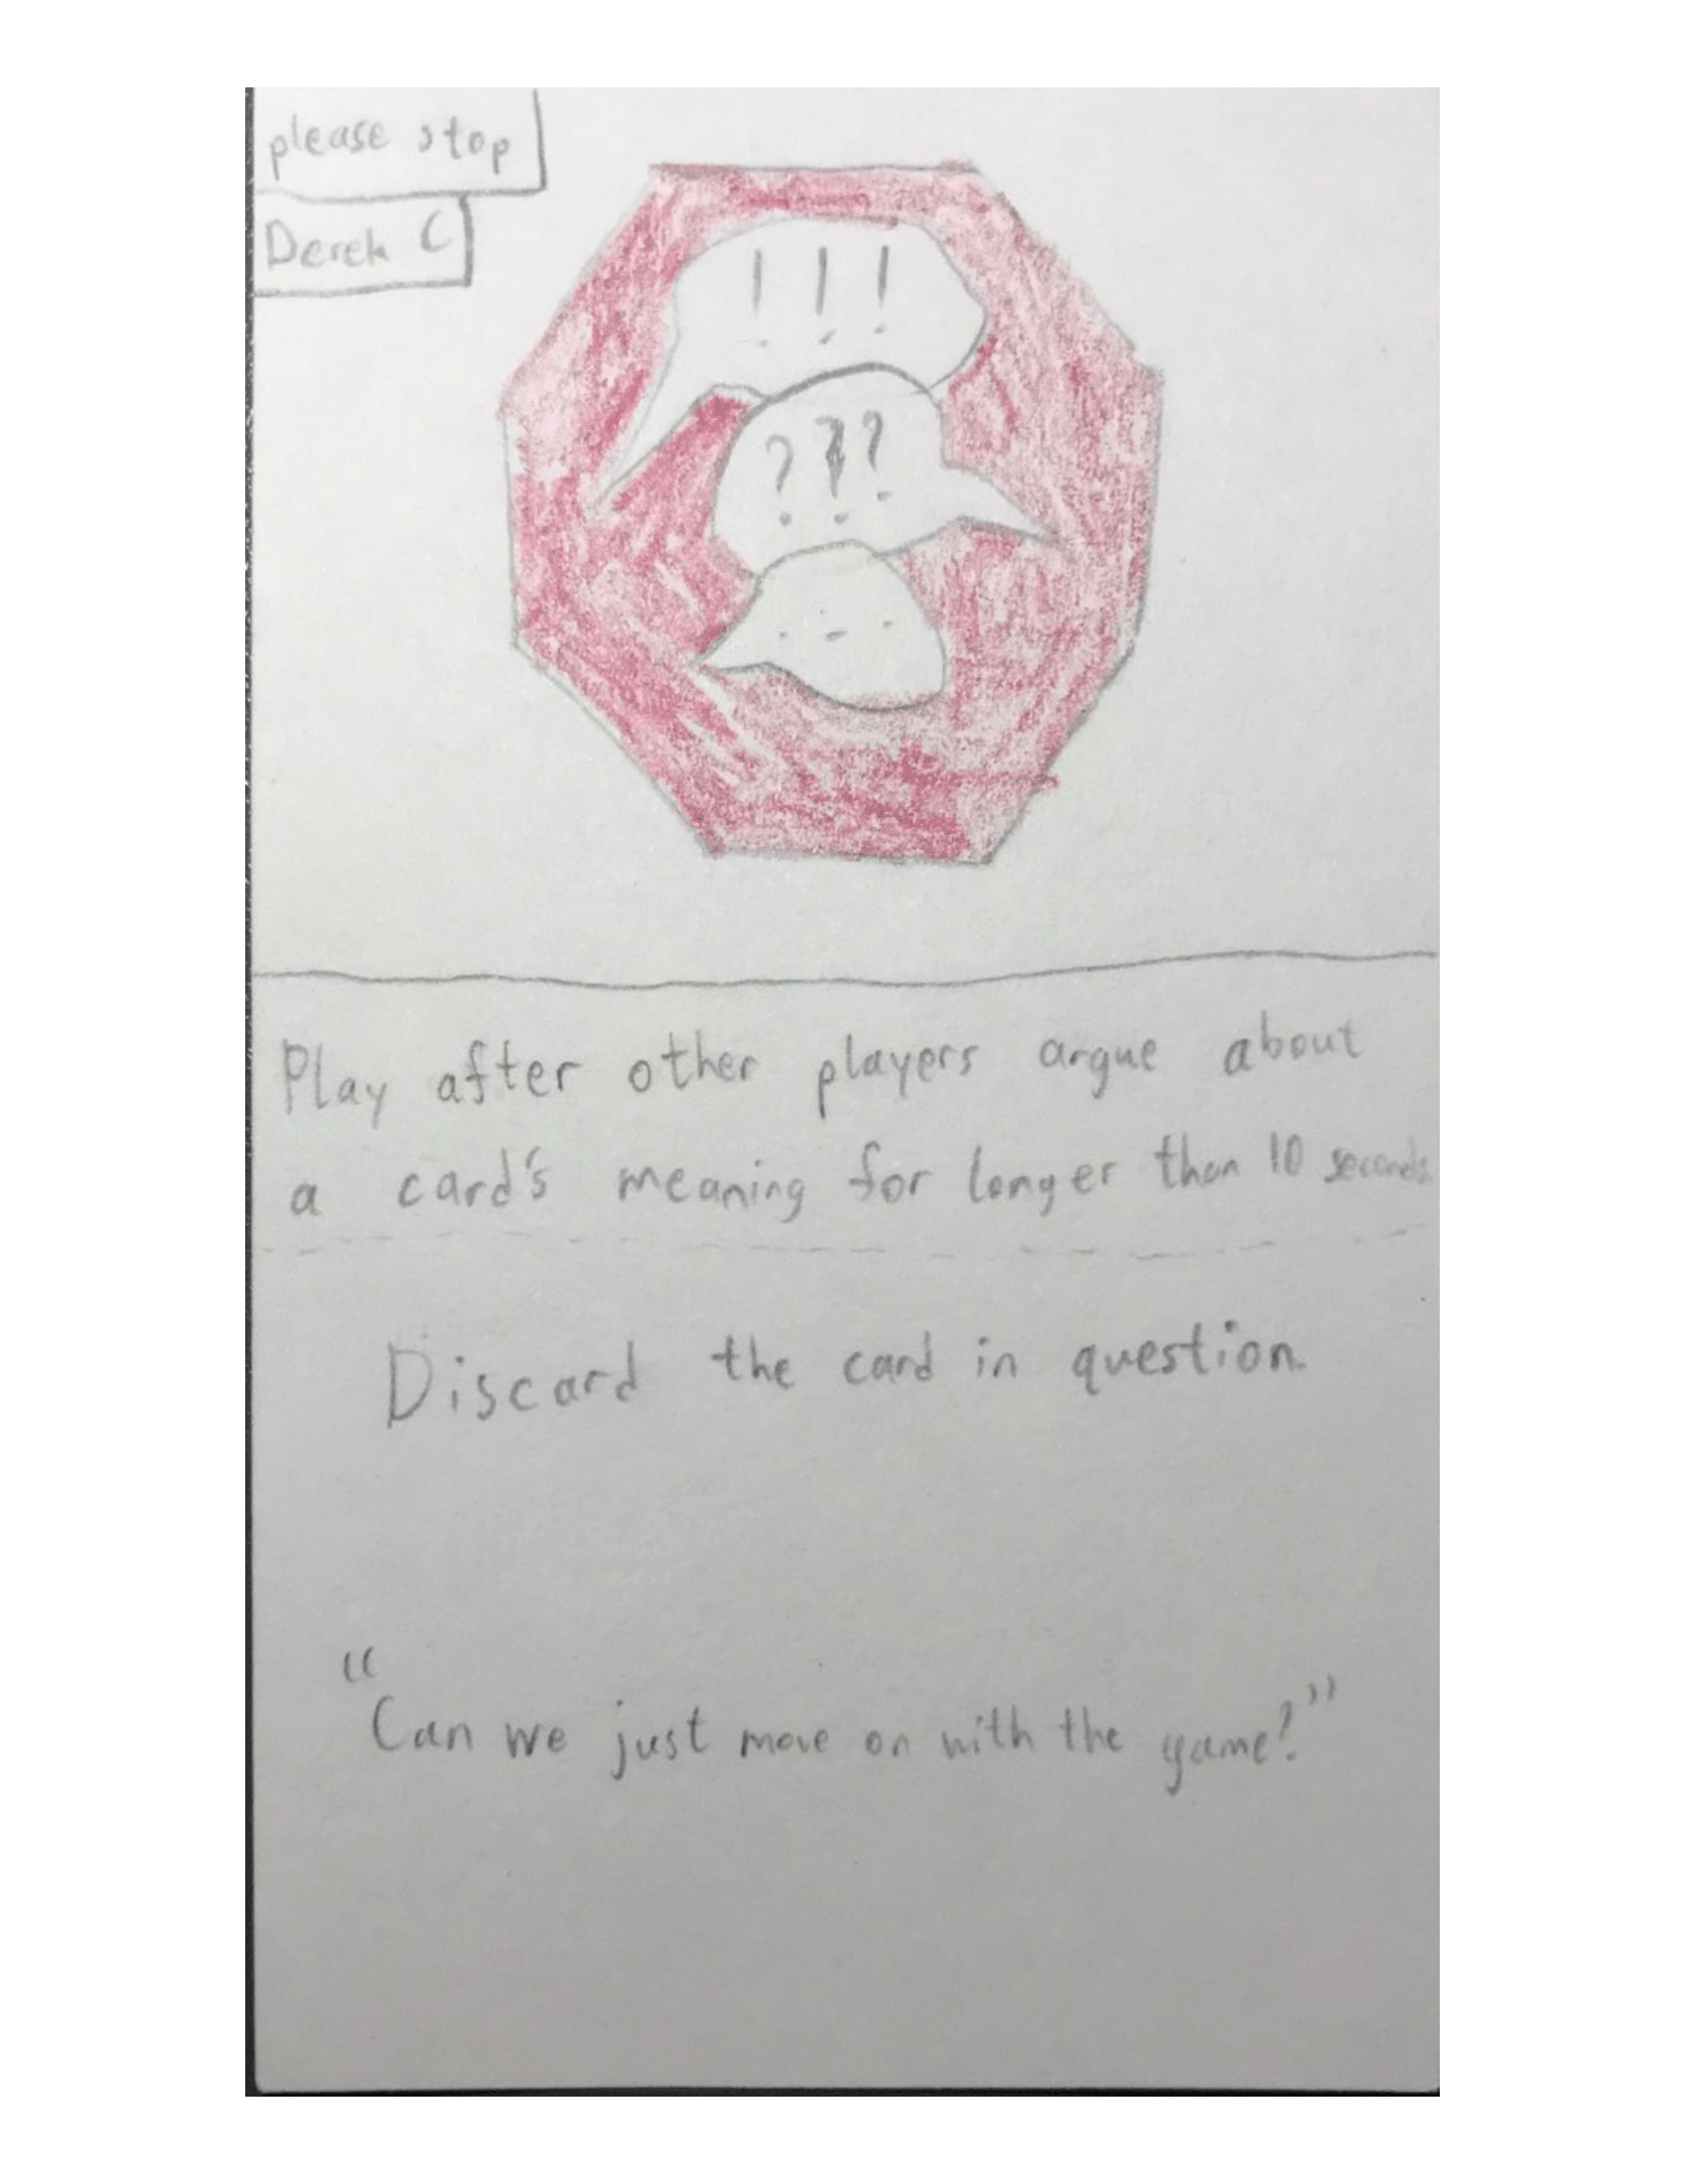 please stop
Derek C
! ! !
? ? ?
...
Play after other players argue about
a card's meaning for longer than 10 seconds.
Discard the card in question.
"Can we just move on with the game?"